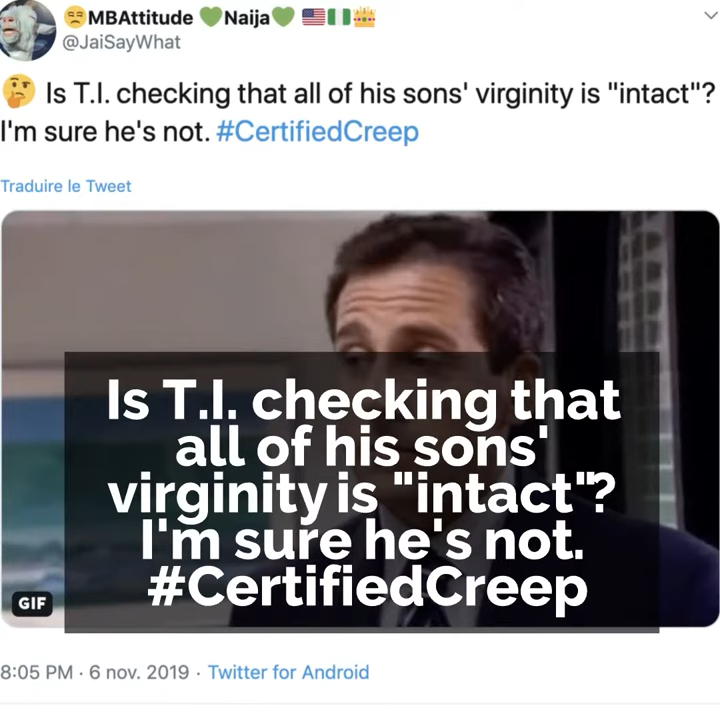 😒MBAttitude 💚Naija💚 🇺🇸🇳🇬👑
@JaiSayWhat
🤔 Is T.I. checking that all of his sons' virginity is "intact"?
I'm sure he's not. #CertifiedCreep
Traduire le Tweet
Is T.I. checking that
all of his sons'
virginity is "intact"?
I'm sure he's not.
#CertifiedCreep
GIF
8:05 PM · 6 nov. 2019 · Twitter for Android